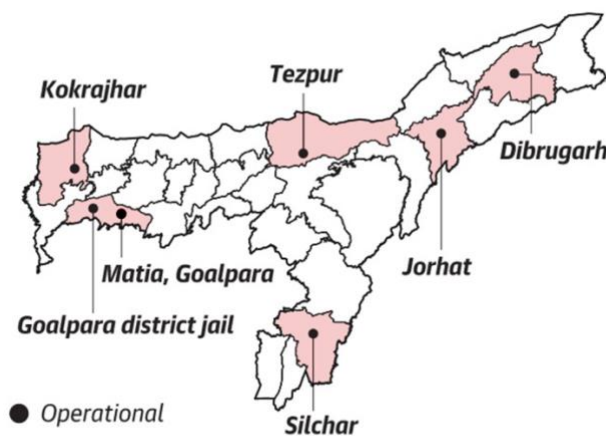 Tezpur
Kokrajhar
Dibrugarh
Jorhat
Matia, Goalpara
Goalpara district jail
Operational
Silchar